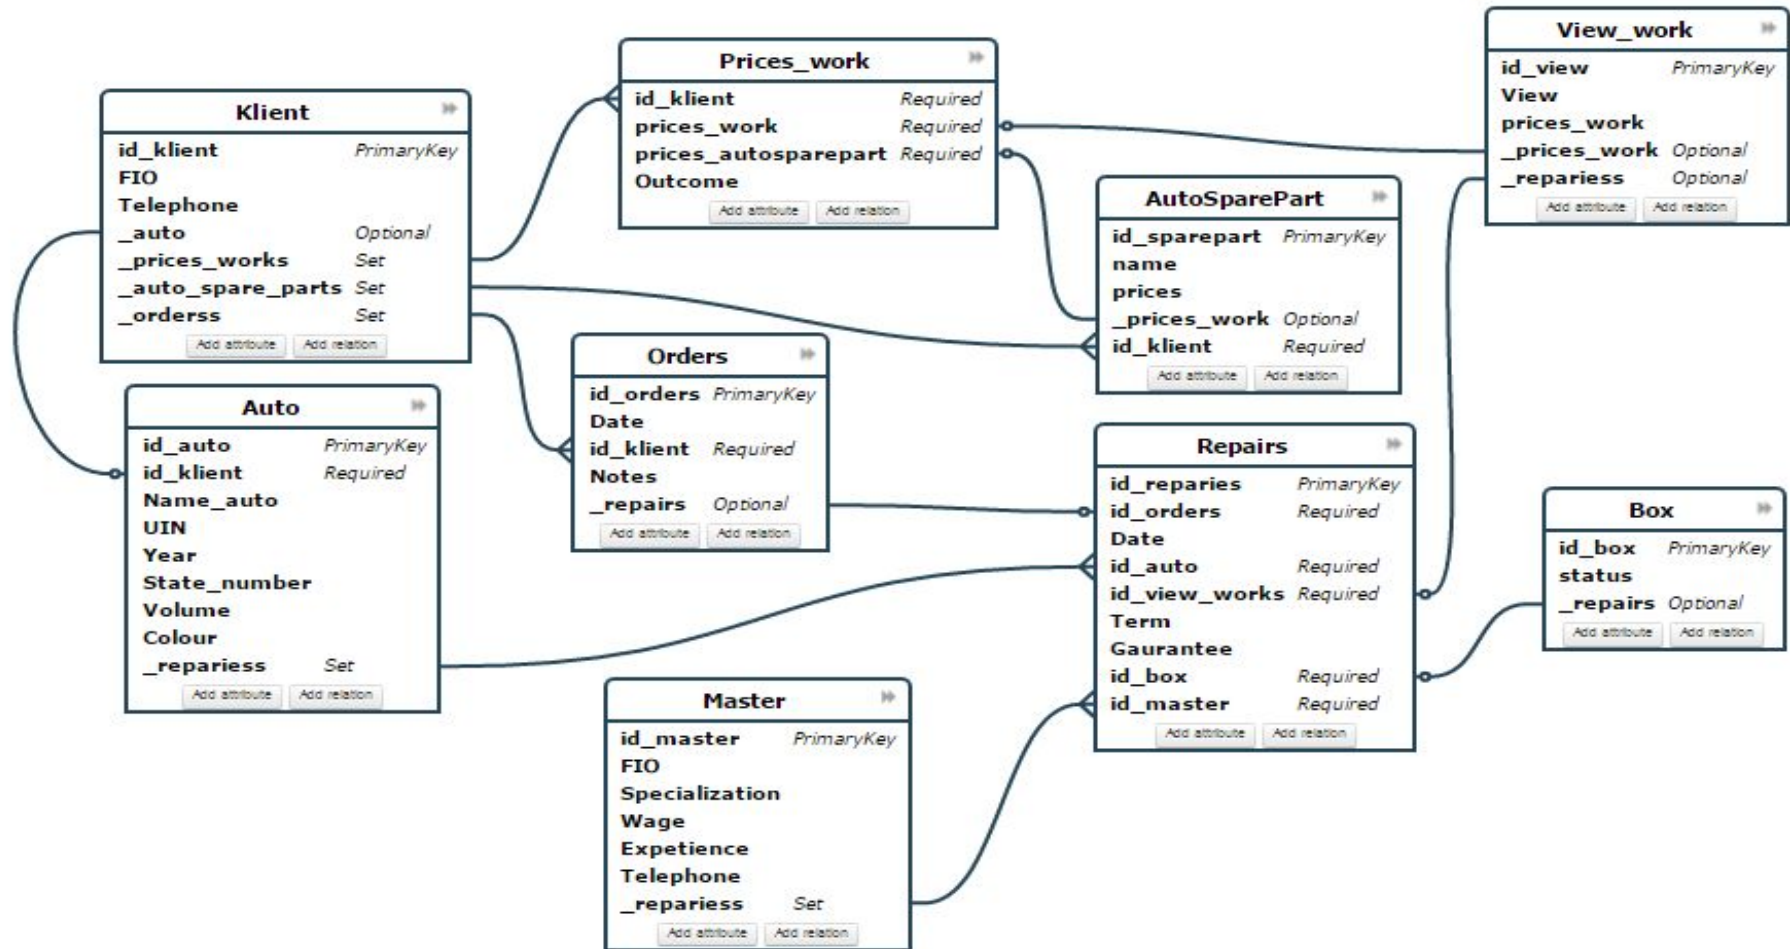 Klient
id_klient PrimaryKey
FIO
Telephone
_auto Optional
_prices_works Set
_auto_spare_parts Set
_orderss Set
Add attribute Add relation
Prices_work
id_klient Required
prices_work Required
prices_autosparepart Required
Outcome
Add attribute Add relation
View_work
id_view PrimaryKey
View
prices_work
_prices_work Optional
_repariess Optional
Add attribute Add relation
AutoSparePart
id_sparepart PrimaryKey
name
prices
_prices_work Optional
id_klient Required
Add attribute Add relation
Auto
id_auto PrimaryKey
id_klient Required
Name_auto
UIN
Year
State_number
Volume
Colour
_repariess Set
Add attribute Add relation
Orders
id_orders PrimaryKey
Date
id_klient Required
Notes
_repairs Optional
Add attribute Add relation
Repairs
id_reparies PrimaryKey
id_orders Required
Date
id_auto Required
id_view_works Required
Term
Gaurantee
id_box Required
id_master Required
Add attribute Add relation
Box
id_box PrimaryKey
status
_repairs Optional
Add attribute Add relation
Master
id_master PrimaryKey
FIO
Specialization
Wage
Expetience
Telephone
_repariess Set
Add attribute Add relation